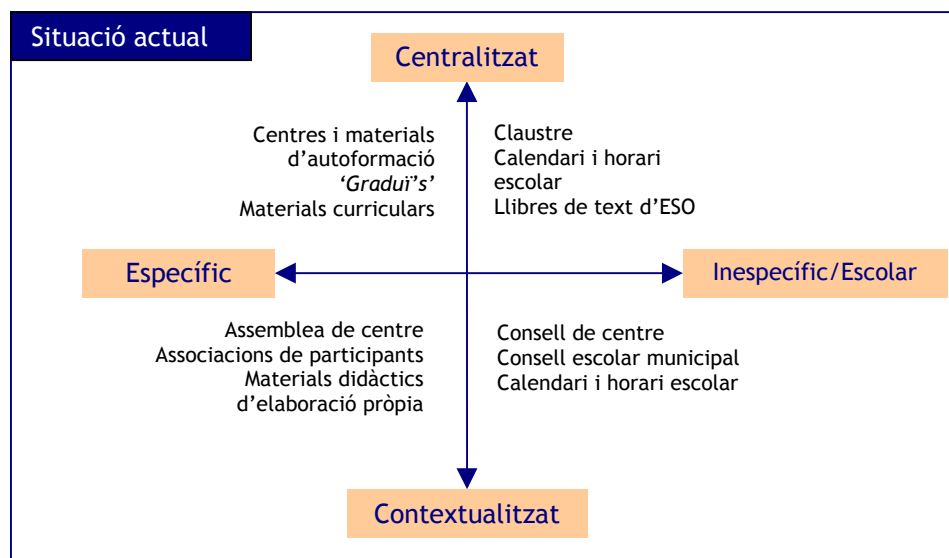 Situació actual
Centralitzat
Centres i materials
d’autoformació
‘Graduï’s’
Materials curriculars
Claustre
Calendari i horari
escolar
Llibres de text d’ESO
Específic
Inespecífic/Escolar
Assemblea de centre
Associacions de participants
Materials didàctics
d’elaboració pròpia
Consell de centre
Consell escolar municipal
Calendari i horari escolar
Contextualitzat